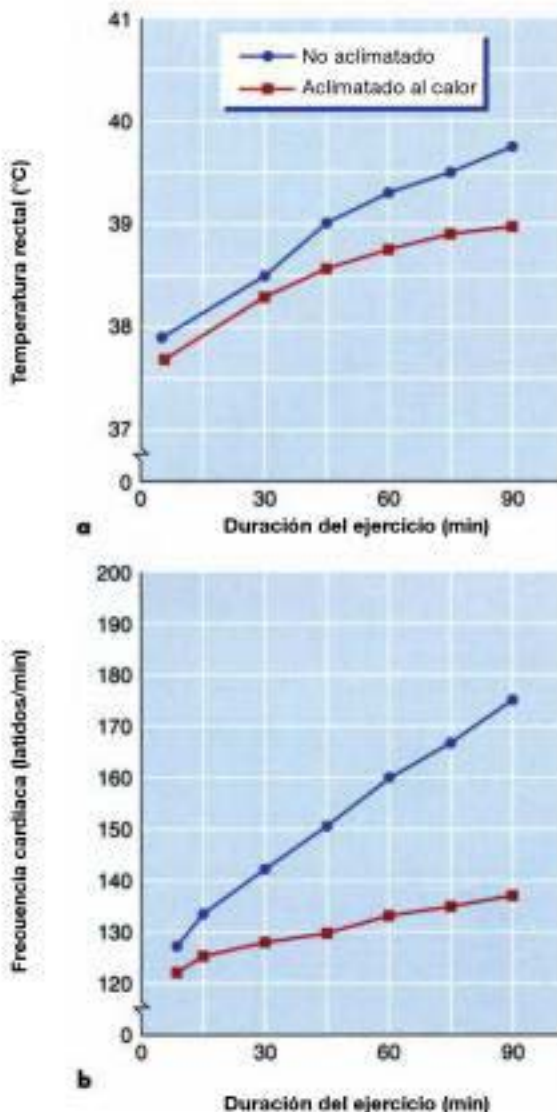 41
No aclimatado
Aclimatado al calor
40
39
38
37
0
Temperatura rectal (°C)
0 30 60 90
a
Duración del ejercicio (min)
200
190
180
170
160
150
140
130
120
0
Frecuencia cardíaca (latidos/min)
0 30 60 90
b
Duración del ejercicio (min)